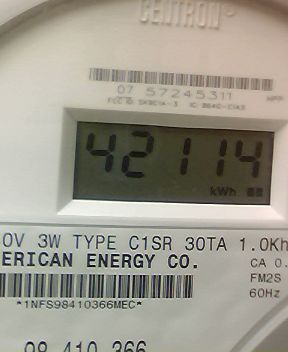 CENTRON®
07 57245311
42114
kWh
0V 3W TYPE C1SR 30TA 1.0Kh
ERICAN ENERGY CO.
CA 0.
FM2S
60Hz
*1NFS98410366MEC*
98 410 366